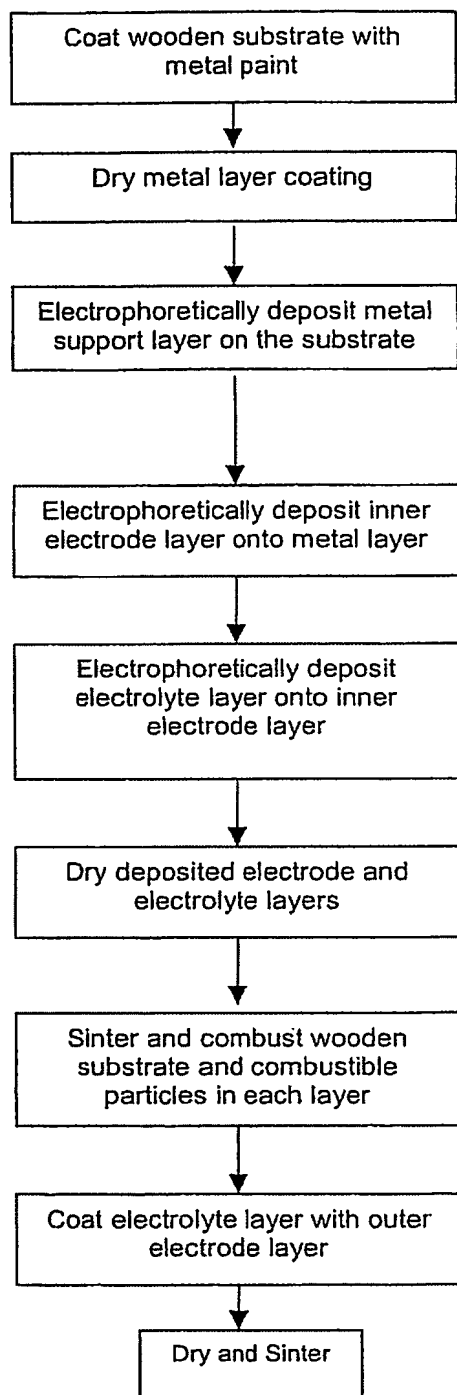 Coat wooden substrate with
metal paint
Dry metal layer coating
Electrophoretically deposit metal
support layer on the substrate
Electrophoretically deposit inner
electrode layer onto metal layer
Electrophoretically deposit
electrolyte layer onto inner
electrode layer
Dry deposited electrode and
electrolyte layers
Sinter and combust wooden
substrate and combustible
particles in each layer
Coat electrolyte layer with outer
electrode layer
Dry and Sinter